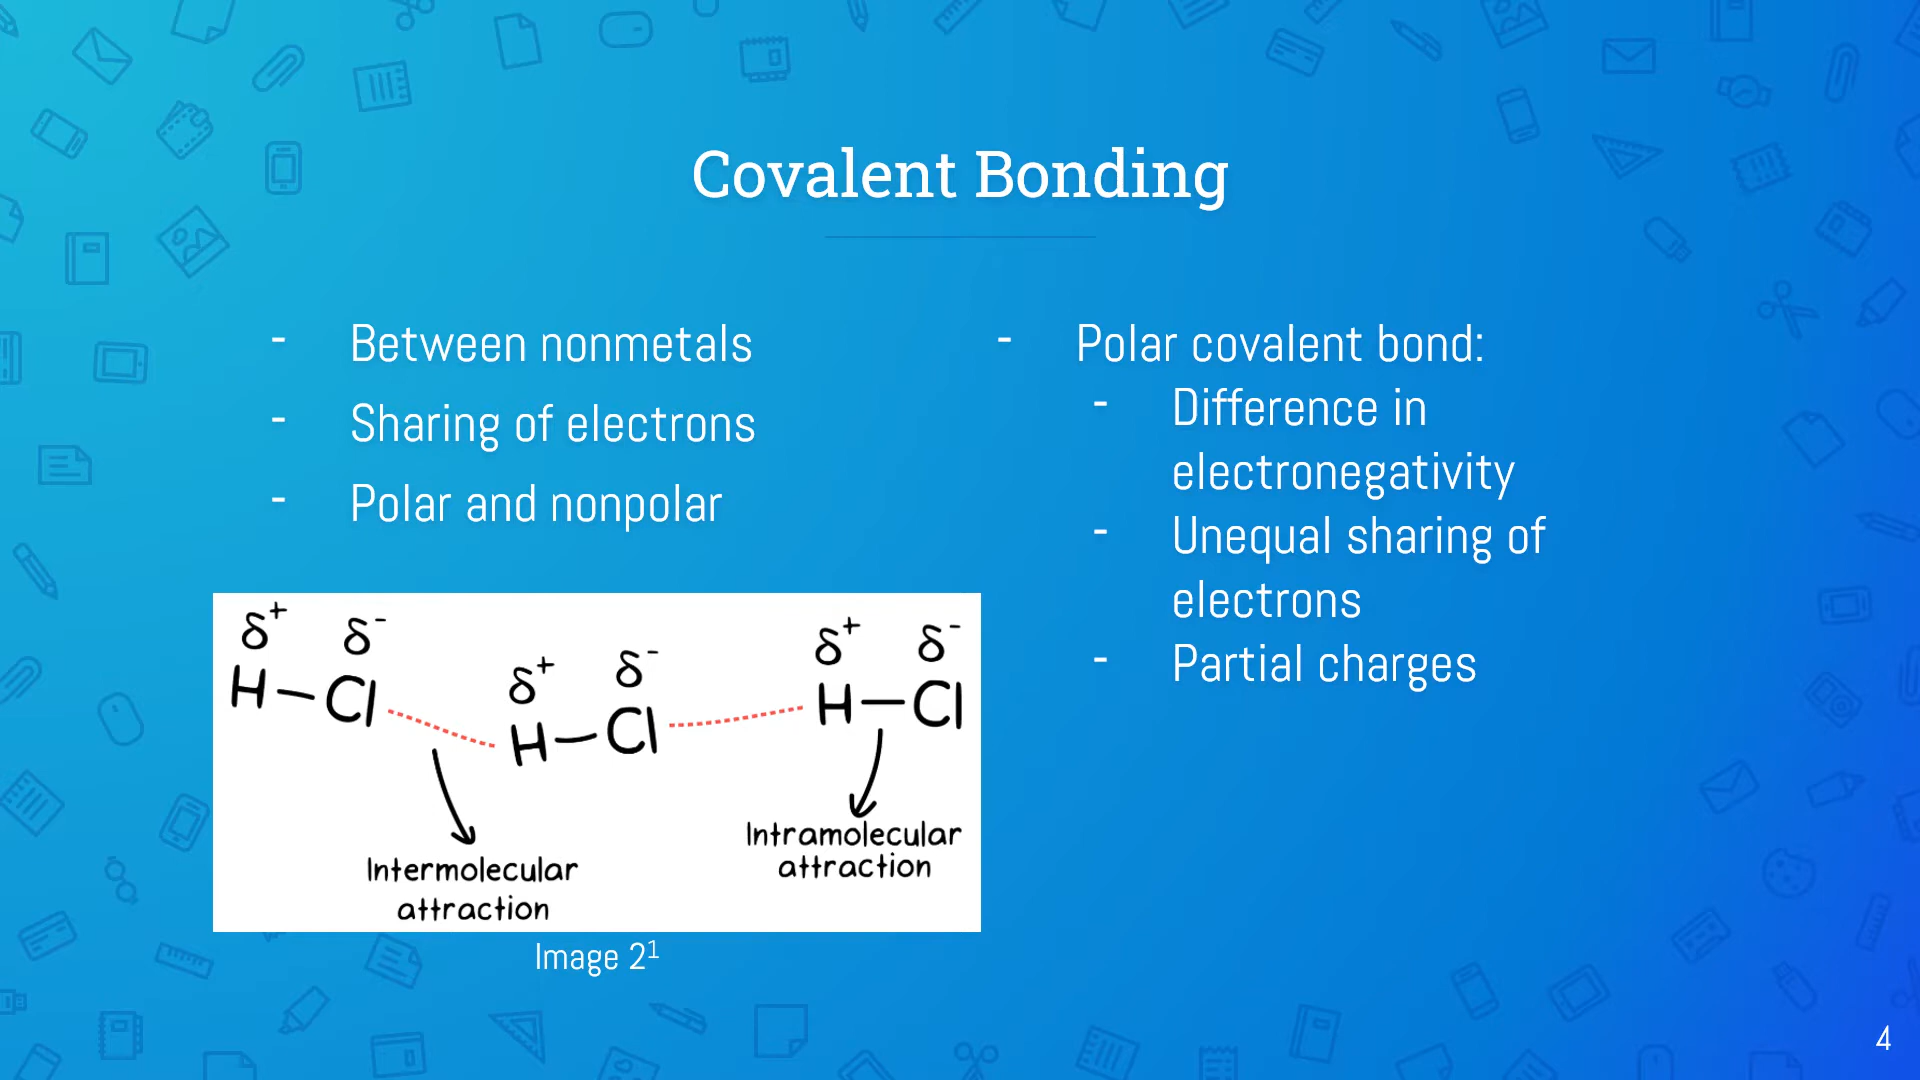 Covalent Bonding
- Between nonmetals
- Sharing of electrons
- Polar and nonpolar
δ+ δ- δ+ δ- δ+ δ-
H–Cl H–Cl H–Cl
Intermolecular
attraction
Intramolecular
attraction
Image 2¹
- Polar covalent bond:
- Difference in
electronegativity
- Unequal sharing of
electrons
- Partial charges
4